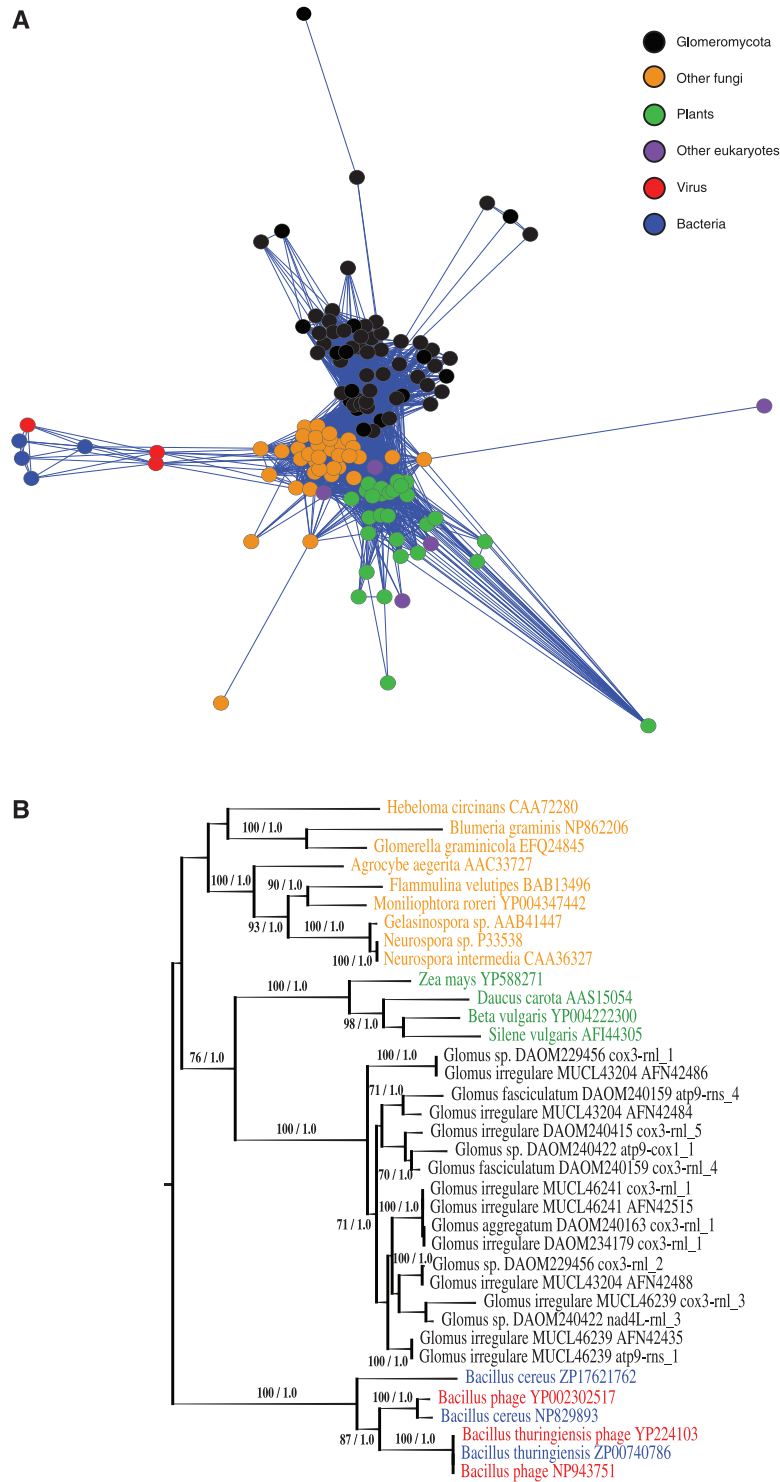 A
Glomeromycota
Other fungi
Plants
Other eukaryotes
Virus
Bacteria
B
Hebeloma circinans CAA72280
100 / 1.0
Blumeria graminis NP862206
Glomerella graminicola EFQ24845
Agrocybe aegerita AAC33727
100 / 1.0
90 / 1.0
Flammulina velutipes BAB13496
Moniliophtora roreri YP004347442
93 / 1.0
100 / 1.0
Gelasinospora sp. AAB41447
Neurospora sp. P33538
100 / 1.0
Neurospora intermedia CAA36327
100 / 1.0
Zea mays YP588271
Daucus carota AAS15054
98 / 1.0
Beta vulgaris YP004222300
Silene vulgaris AFI44305
76 / 1.0
100 / 1.0
Glomus sp. DAOM229456 cox3-rnl_1
Glomus irregulare MUCL43204 AFN42486
71 / 1.0
Glomus fasciculatum DAOM240159 atp9-rns_4
Glomus irregulare MUCL43204 AFN42484
100 / 1.0
Glomus irregulare DAOM240415 cox3-rnl_5
Glomus sp. DAOM240422 atp9-cox1_1
70 / 1.0
Glomus fasciculatum DAOM240159 cox3-rnl_4
Glomus irregulare MUCL46241 cox3-rnl_1
100 / 1.0
Glomus irregulare MUCL46241 AFN42515
71 / 1.0
Glomus aggregatum DAOM240163 cox3-rnl_1
Glomus irregulare DAOM234179 cox3-rnl_1
100 / 1.0
Glomus sp. DAOM229456 cox3-rnl_2
Glomus irregulare MUCL43204 AFN42488
Glomus irregulare MUCL46239 cox3-rnl_3
Glomus sp. DAOM240422 nad4L-rnl_3
Glomus irregulare MUCL46239 AFN42435
100 / 1.0
Glomus irregulare MUCL46239 atp9-rns_1
100 / 1.0
Bacillus cereus ZP17621762
100 / 1.0
Bacillus phage YP002302517
Bacillus cereus NP829893
87 / 1.0
100 / 1.0
Bacillus thuringiensis phage YP224103
Bacillus thuringiensis ZP00740786
Bacillus phage NP943751